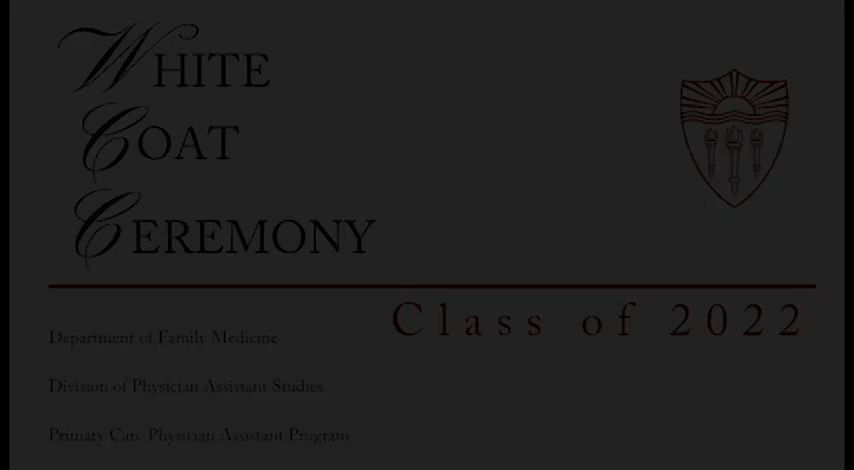 WHITE
COAT
CEREMONY
Class of 2022
Department of Family Medicine
Division of Physician Assistant Studies
Primary Care Physician Assistant Program